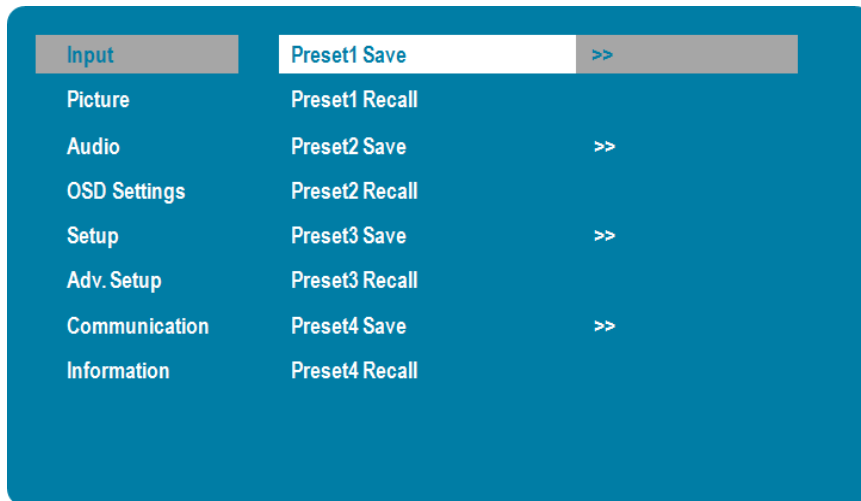 Input Preset1 Save >>
Picture Preset1 Recall
Audio Preset2 Save >>
OSD Settings Preset2 Recall
Setup Preset3 Save >>
Adv. Setup Preset3 Recall
Communication Preset4 Save >>
Information Preset4 Recall